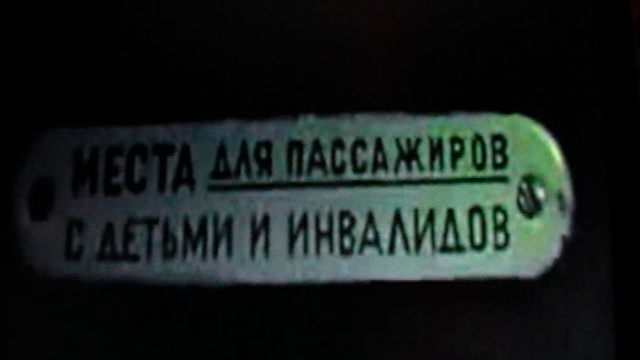 МЕСТА ДЛЯ ПАССАЖИРОВ
С ДЕТЬМИ И ИНВАЛИДОВ